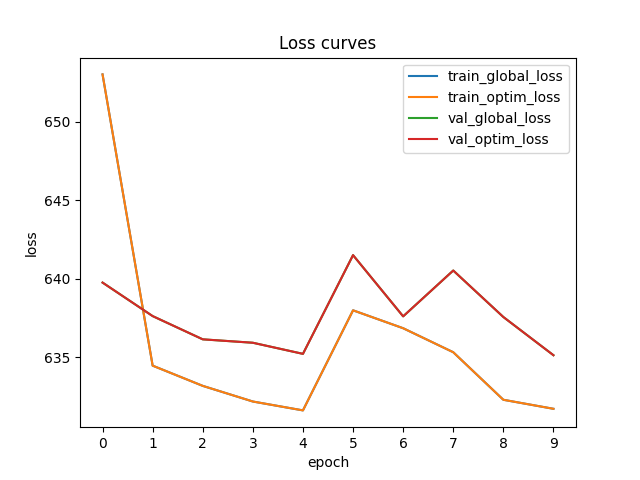 Loss curves
train_global_loss
train_optim_loss
val_global_loss
val_optim_loss
650
645
640
635
loss
0 1 2 3 4 5 6 7 8 9
epoch